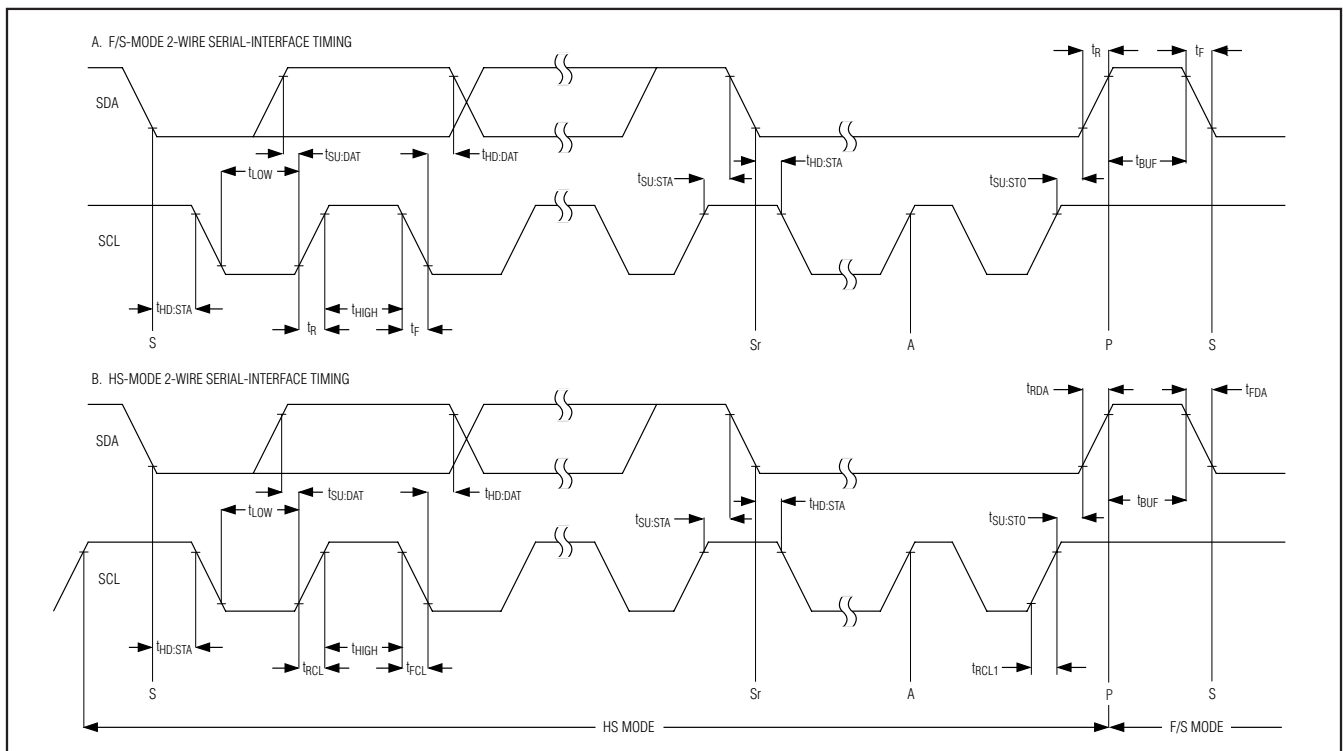 A. F/S-MODE 2-WIRE SERIAL-INTERFACE TIMING
tR
tF
SDA
tSU:DAT
tHD:DAT
tHD:STA
tBUF
tLOW
tSU:STA
tSU:STO
SCL
tHD:STA
tR
tHIGH
tF
S
Sr
A
P
S
B. HS-MODE 2-WIRE SERIAL-INTERFACE TIMING
tRDA
tFDA
SDA
tSU:DAT
tHD:DAT
tHD:STA
tBUF
tLOW
tSU:STA
tSU:STO
SCL
tHD:STA
tRCL
tHIGH
tFCL
tRCL1
S
Sr
A
P
S
HS MODE
F/S MODE